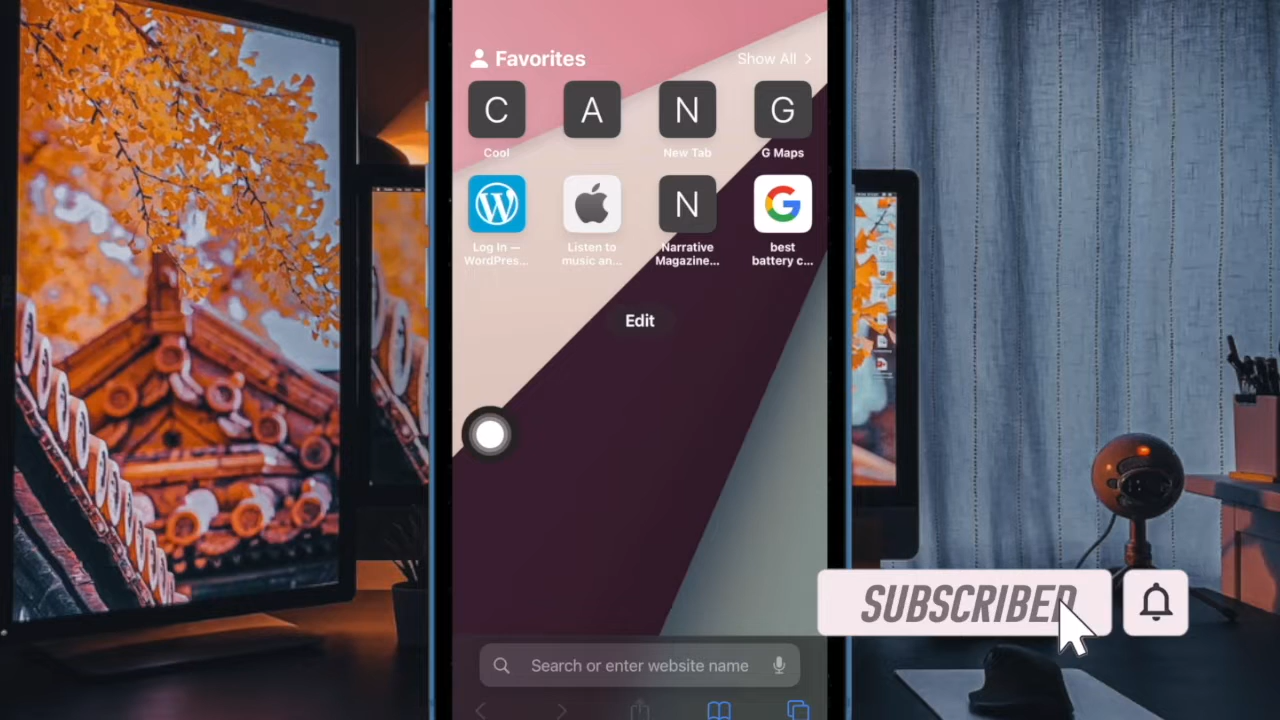 Favorites
Show All
C
A
N
G
Cool
New Tab
G Maps
N
Log In —
WordPres...
Listen to
music an...
Narrative
Magazine...
best
battery c...
Edit
SUBSCRIBED
Search or enter website name